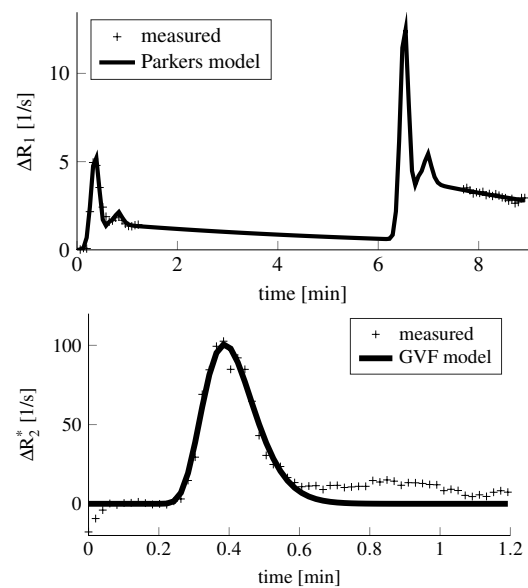 measured
Parkers model
10
5
0
ΔR1 [1/s]
0 2 4 6 8
time [min]
measured
GVF model
100
50
0
ΔR2* [1/s]
0 0.2 0.4 0.6 0.8 1 1.2
time [min]